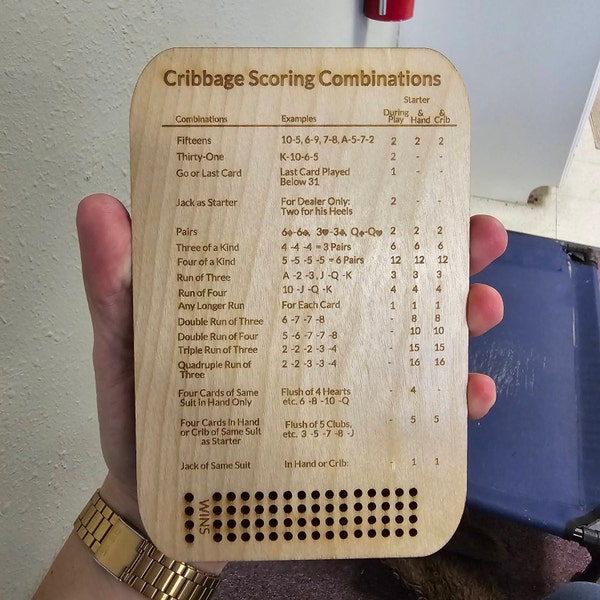 Cribbage Scoring Combinations
Starter
Combinations Examples During Play & Hand & Crib
Fifteens 10-5, 6-9, 7-8, A-5-7-2 2 2 2
Thirty-One K-10-6-5 2 - -
Go or Last Card Last Card Played 1 - -
Below 31
Jack as Starter For Dealer Only: 2 - -
Two for his Heels
Pairs 6♠-6♣, 3♥-3♣, Q♠-Q♥ 2 2 2
Three of a Kind 4 -4 -4 = 3 Pairs 6 6 6
Four of a Kind 5 -5 -5 -5 = 6 Pairs 12 12 12
Run of Three A -2 -3, J -Q -K 3 3 3
Run of Four 10 -J -Q -K 4 4 4
Any Longer Run For Each Card 1 1 1
Double Run of Three 6 -7 -7 -8 - 8 8
Double Run of Four 5 -6 -7 -7 -8 - 10 10
Triple Run of Three 2 -2 -2 -3 -4 - 15 15
Quadruple Run of 2 -2 -3 -3 -4 - 16 16
Three
Four Cards of Same Flush of 4 Hearts - 4 -
Suit in Hand Only etc. 6 -8 -10 -Q
Four Cards in Hand Flush of 5 Clubs, - 5 5
or Crib of Same Suit etc. 3 -5 -7 -8 -J
as Starter
Jack of Same Suit In Hand or Crib: - 1 1
WINS